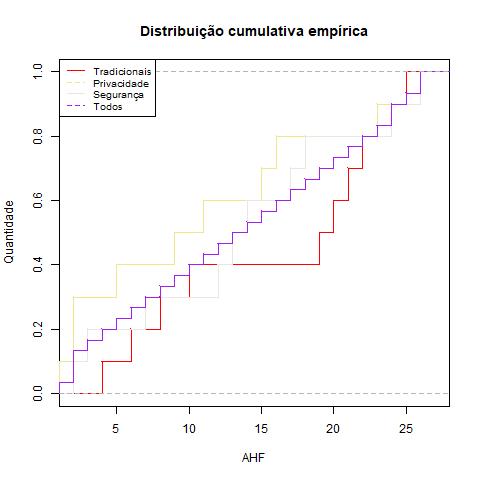 Distribuição cumulativa empírica
Tradicionais
Privacidade
Segurança
Todos
Quantidade
1.0
0.8
0.6
0.4
0.2
0.0
5 10 15 20 25
AHF